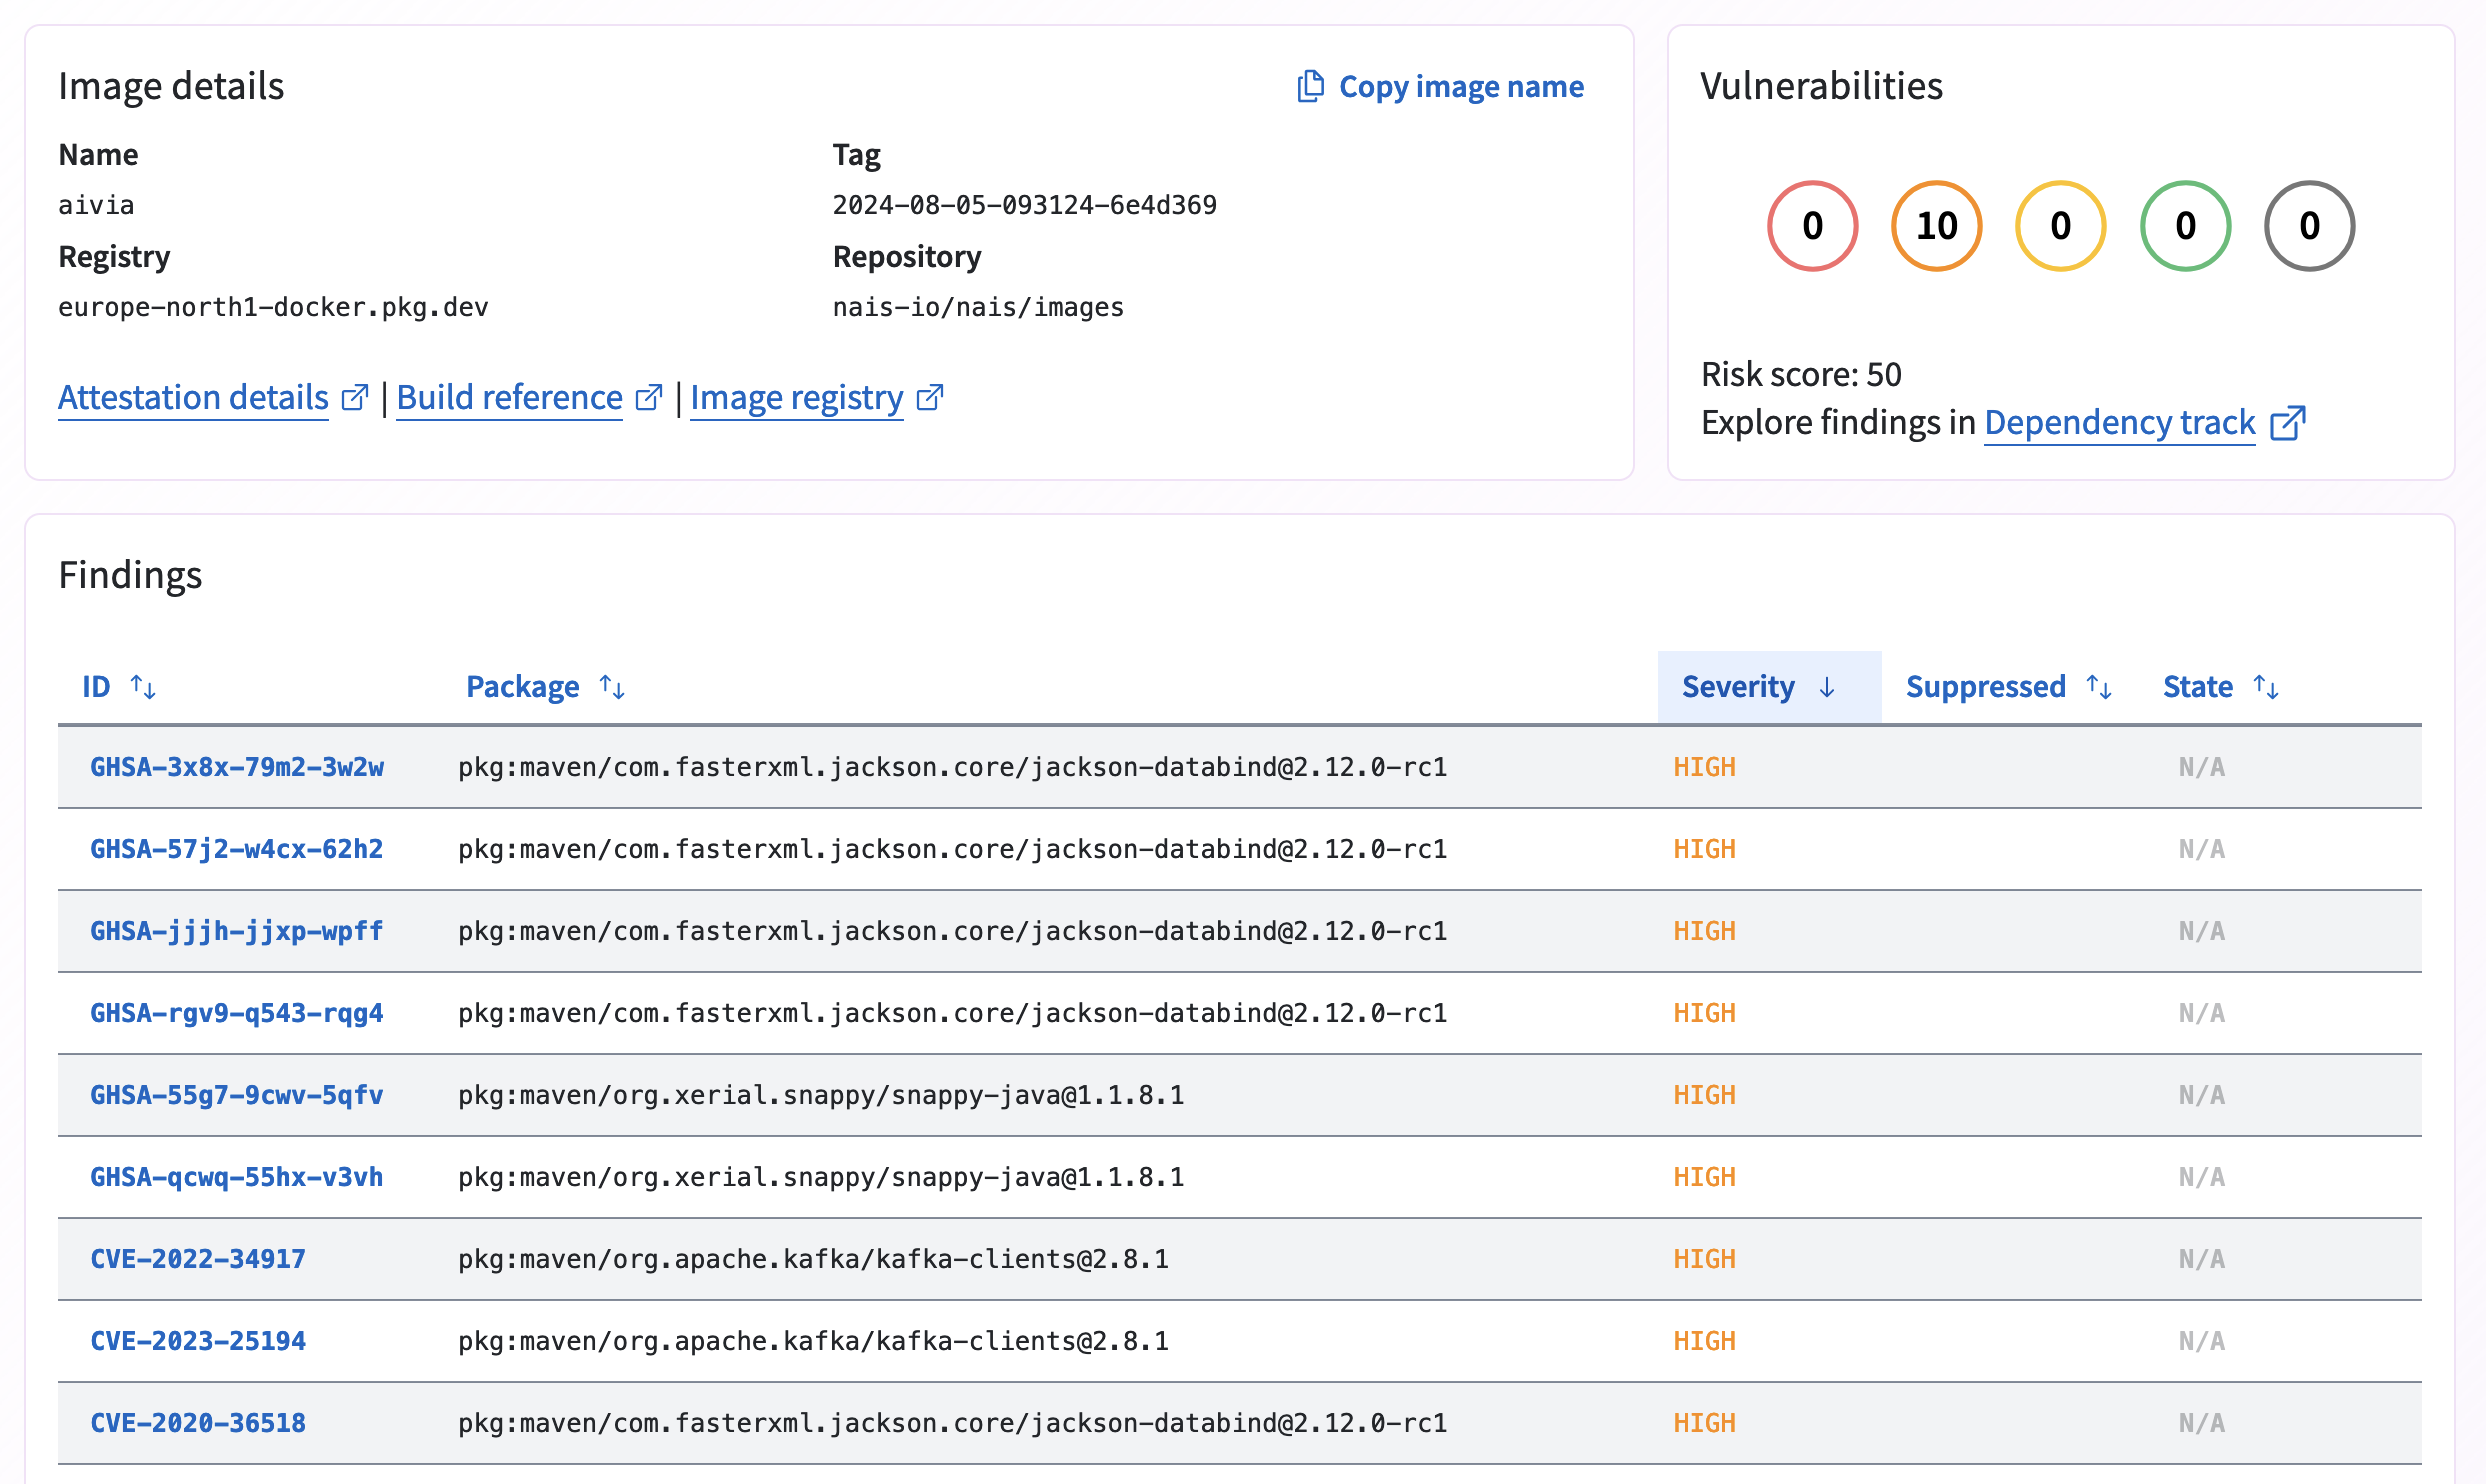 Image details
Copy image name
Name
Tag
aivia
2024-08-05-093124-6e4d369
Registry
Repository
europe-north1-docker.pkg.dev
nais-io/nais/images
Attestation details | Build reference | Image registry
Vulnerabilities
0 10 0 0 0
Risk score: 50
Explore findings in Dependency track
Findings
ID Package Severity Suppressed State
GHSA-3x8x-79m2-3w2w pkg:maven/com.fasterxml.jackson.core/jackson-databind@2.12.0-rc1 HIGH N/A
GHSA-57j2-w4cx-62h2 pkg:maven/com.fasterxml.jackson.core/jackson-databind@2.12.0-rc1 HIGH N/A
GHSA-jjjh-jjxp-wpff pkg:maven/com.fasterxml.jackson.core/jackson-databind@2.12.0-rc1 HIGH N/A
GHSA-rgv9-q543-rqg4 pkg:maven/com.fasterxml.jackson.core/jackson-databind@2.12.0-rc1 HIGH N/A
GHSA-55g7-9cwv-5qfv pkg:maven/org.xerial.snappy/snappy-java@1.1.8.1 HIGH N/A
GHSA-qcwq-55hx-v3vh pkg:maven/org.xerial.snappy/snappy-java@1.1.8.1 HIGH N/A
CVE-2022-34917 pkg:maven/org.apache.kafka/kafka-clients@2.8.1 HIGH N/A
CVE-2023-25194 pkg:maven/org.apache.kafka/kafka-clients@2.8.1 HIGH N/A
CVE-2020-36518 pkg:maven/com.fasterxml.jackson.core/jackson-databind@2.12.0-rc1 HIGH N/A